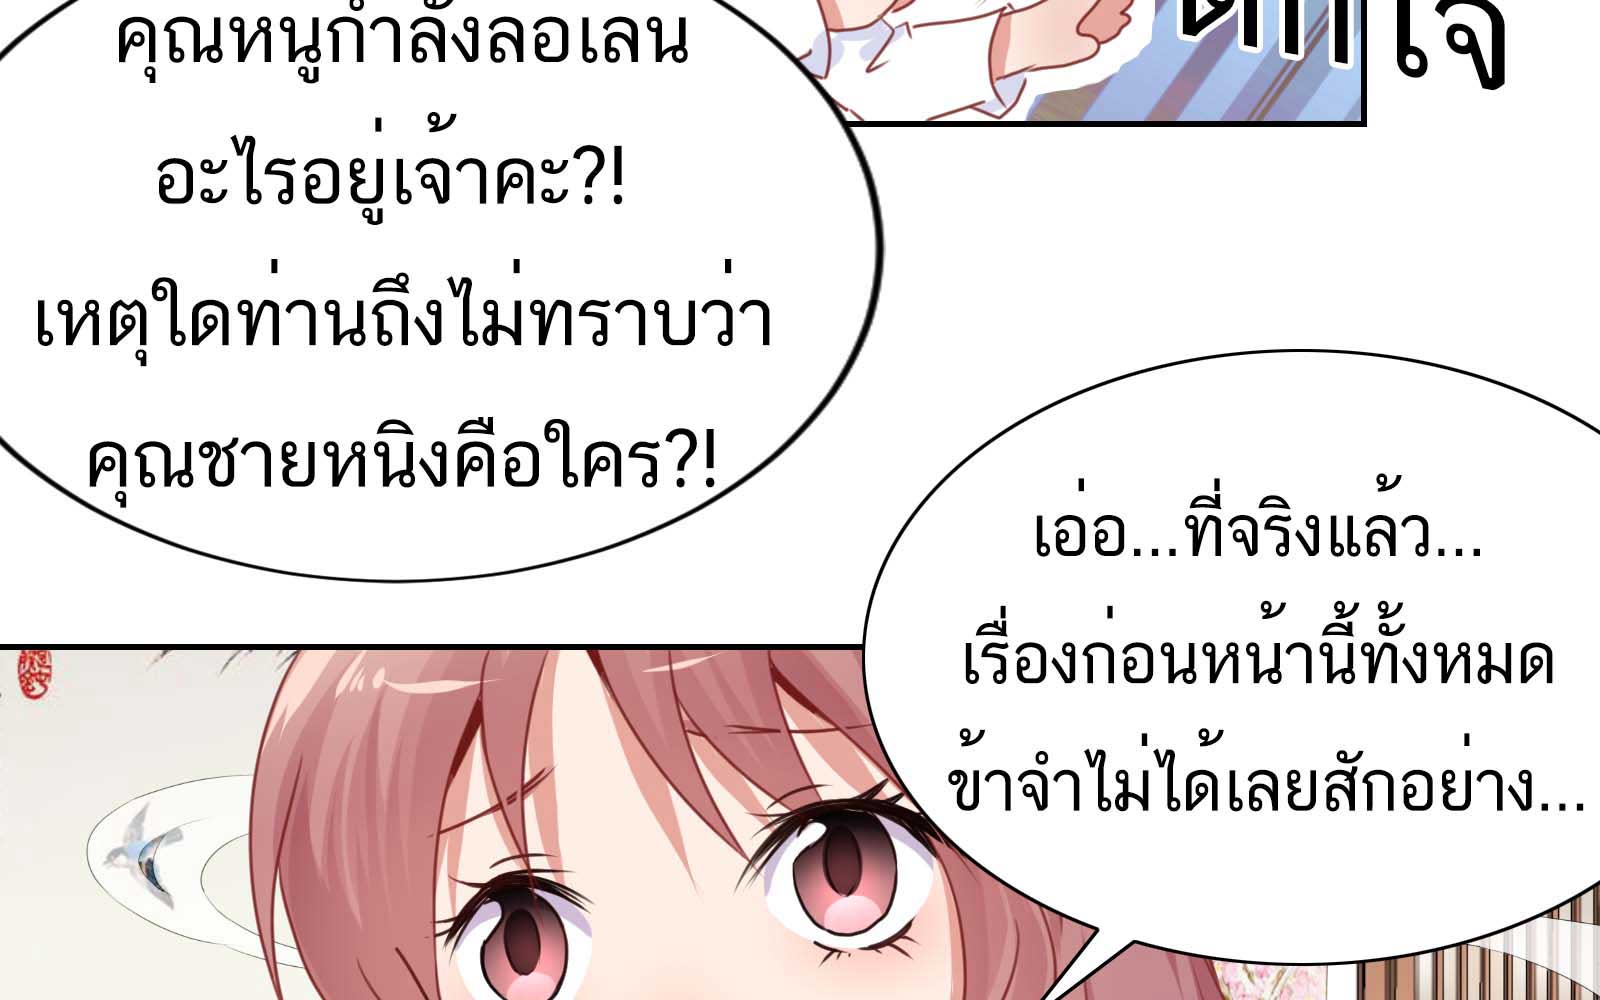 คุณหนูกำลังล้อเลน
อะไรอยู่เจ้าคะ?!
เหตุใดท่านถึงไม่ทราบว่า
คุณชายหนิงคือใคร?!
เอ่อ...ที่จริงแล้ว...
เรื่องก่อนหน้านี้ทั้งหมด
ข้าจำไม่ได้เลยสักอย่าง...